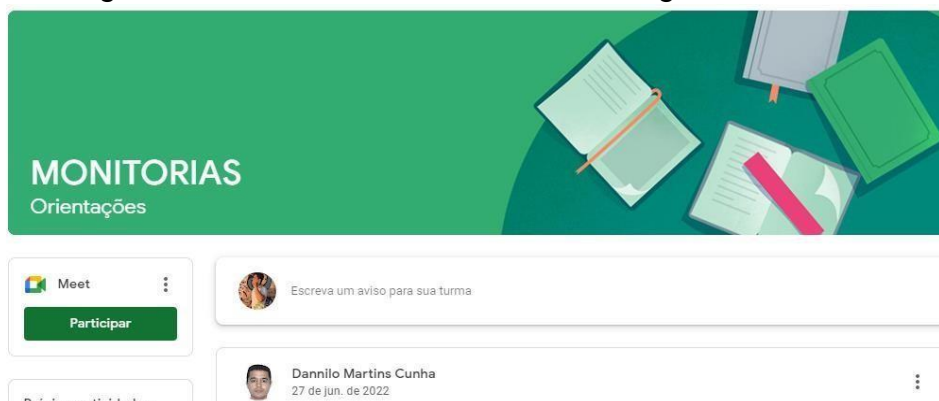 MONITORIAS
Orientações
Meet
Participar
Escreva um aviso para sua turma
Dannilo Martins Cunha
27 de jun. de 2022